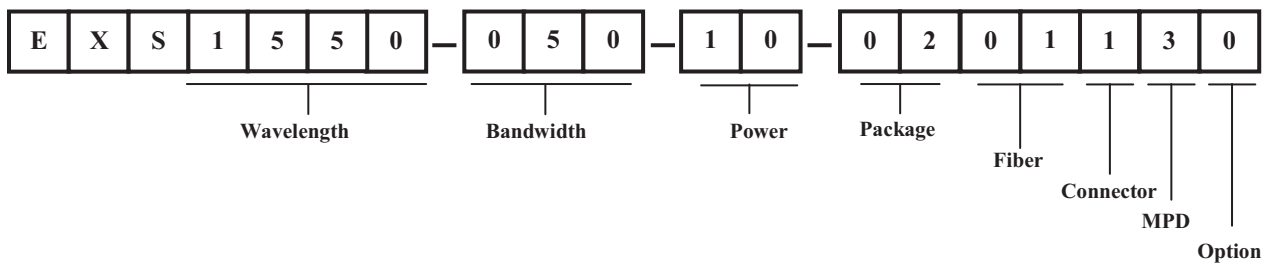 E X S 1 5 5 0 – 0 5 0 – 1 0 – 0 2 0 1 1 3 0
Wavelength Bandwidth Power Package
Fiber
Connector
MPD
Option